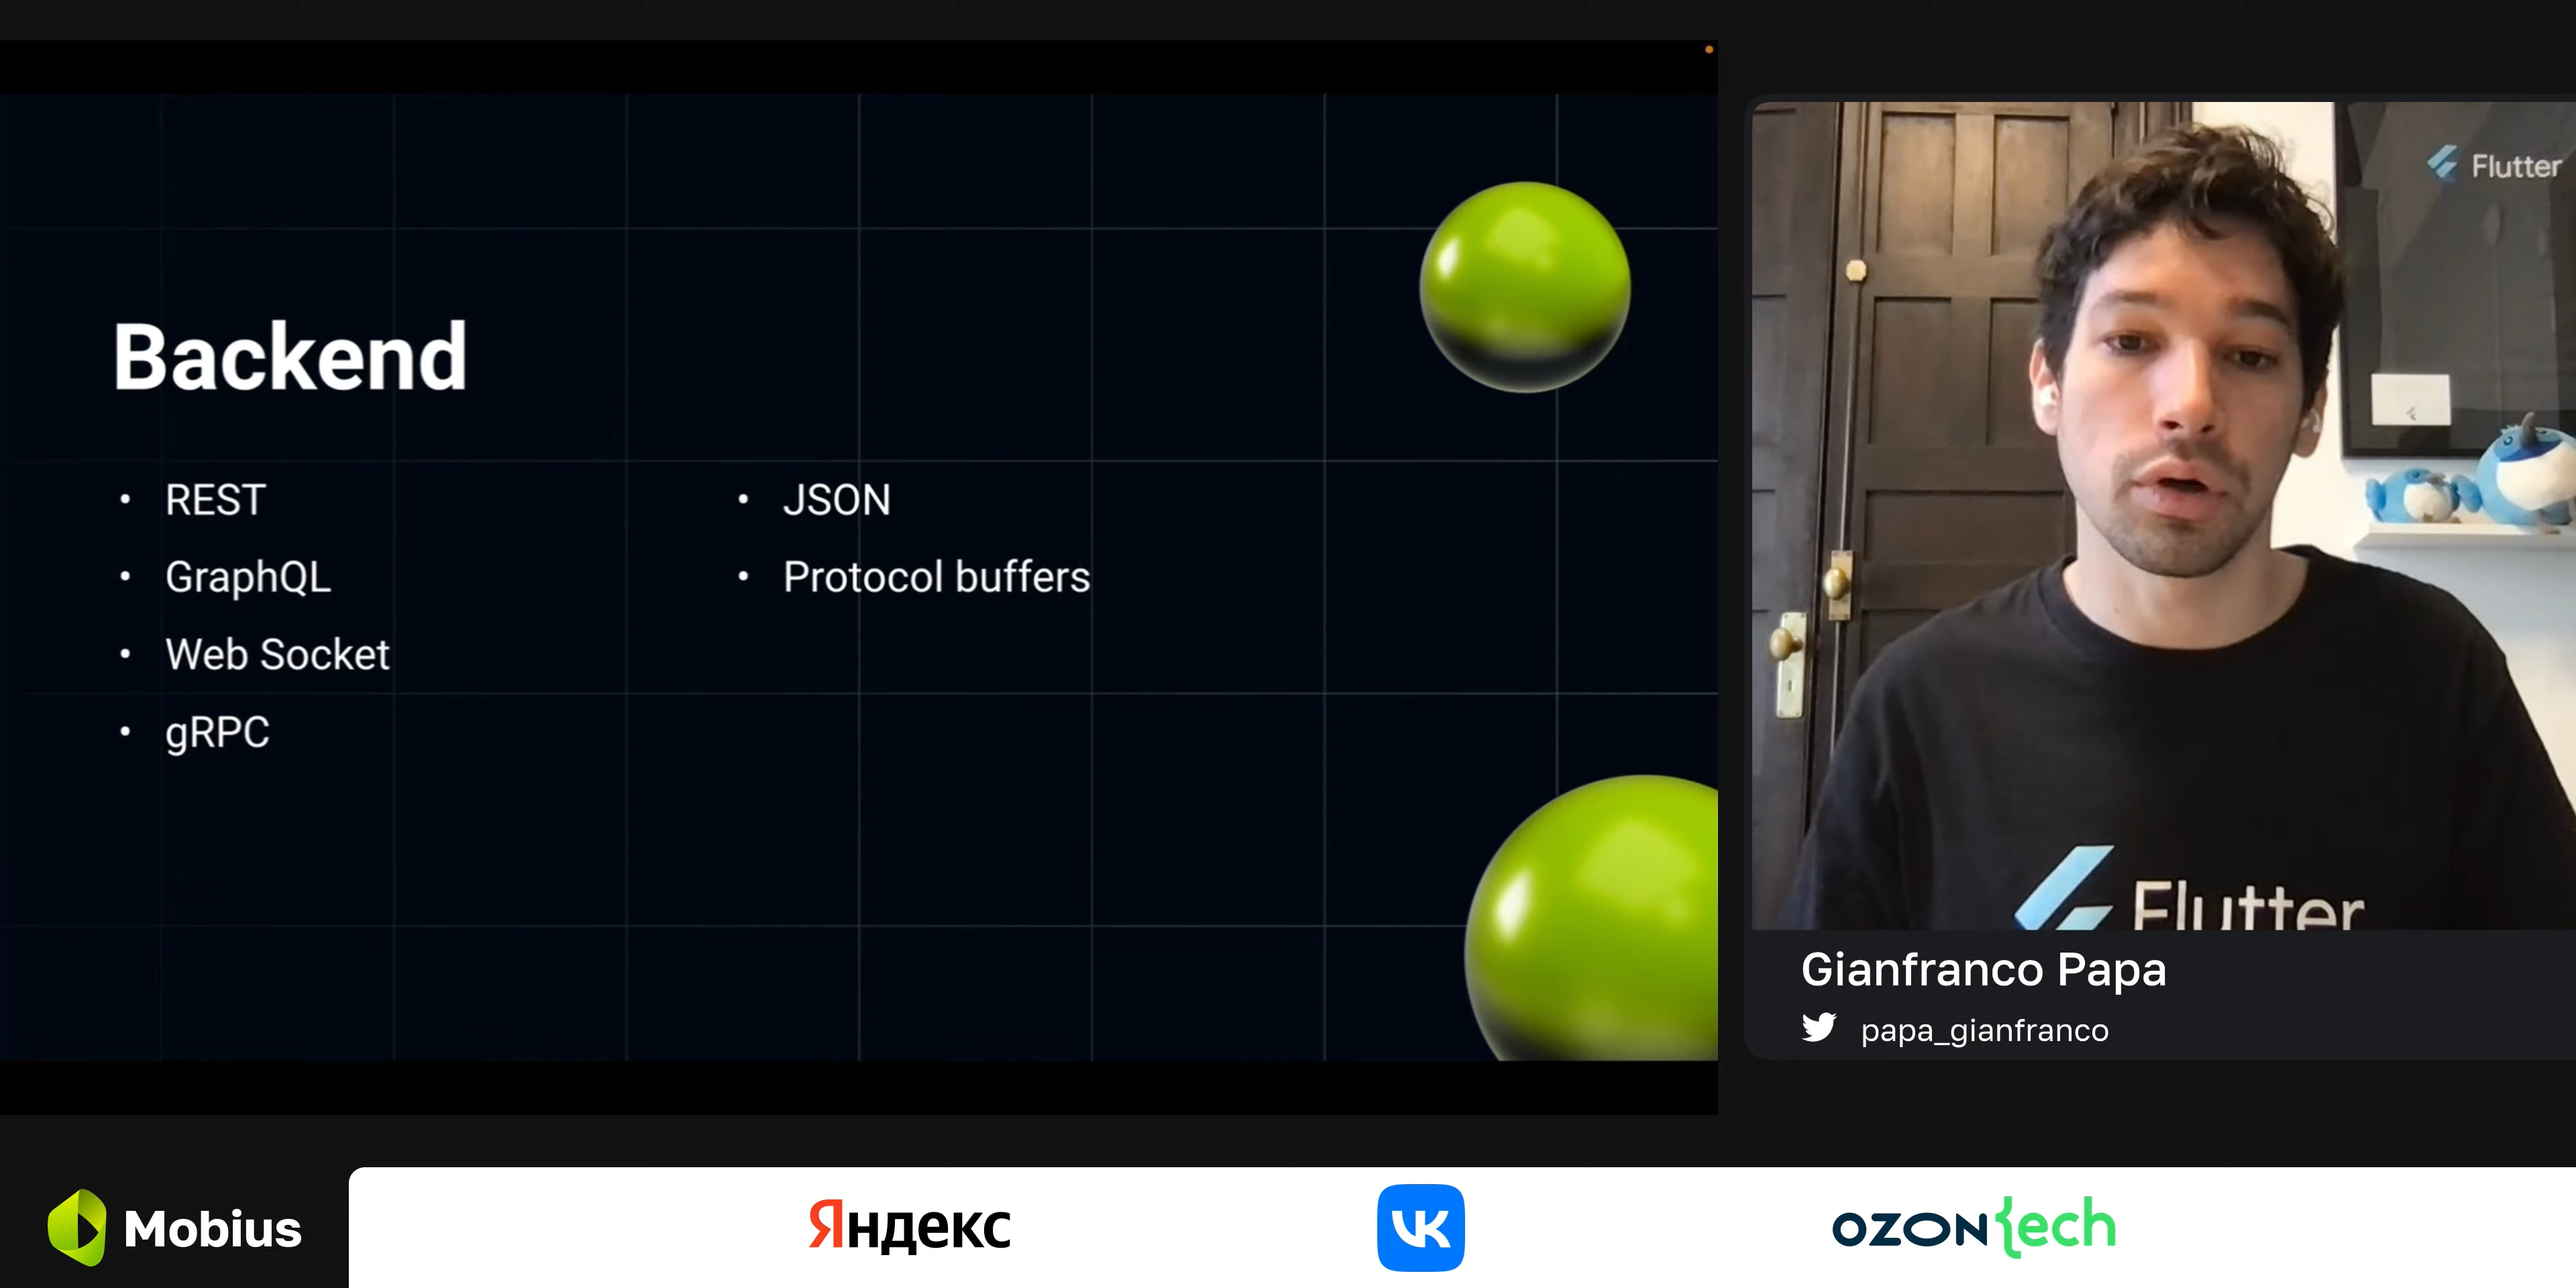 Backend
• REST
• GraphQL
• Web Socket
• gRPC
• JSON
• Protocol buffers
Flutter
Flutter
Gianfranco Papa
papa_gianfranco
Mobius
Яндекс
VK
ozon{tech